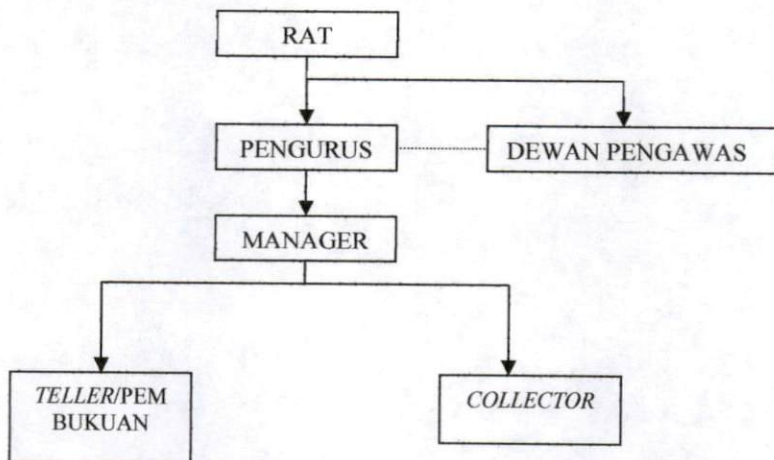 RAT
PENGURUS
DEWAN PENGAWAS
MANAGER
TELLER/PEM
BUKUAN
COLLECTOR